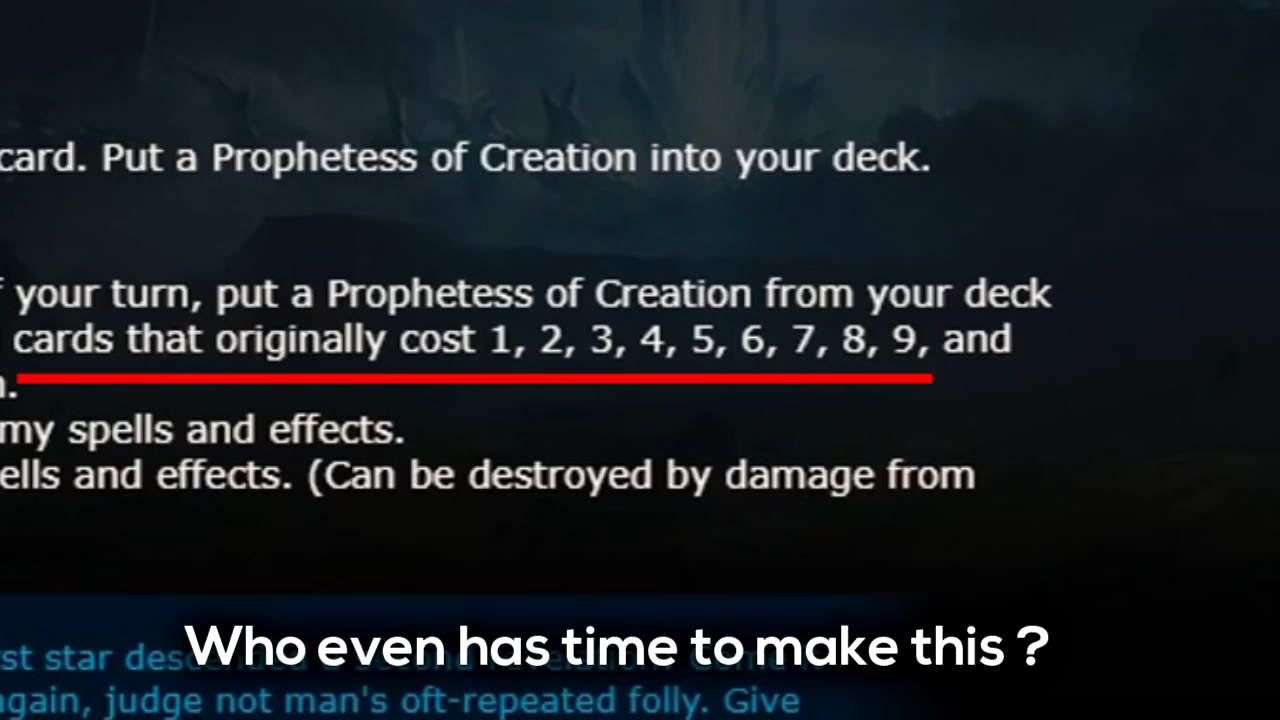 card. Put a Prophetess of Creation into your deck.
your turn, put a Prophetess of Creation from your deck
cards that originally cost 1, 2, 3, 4, 5, 6, 7, 8, 9, and
my spells and effects.
ells and effects. (Can be destroyed by damage from
Who even has time to make this ?
st star
again, judge not man's oft-repeated folly. Give